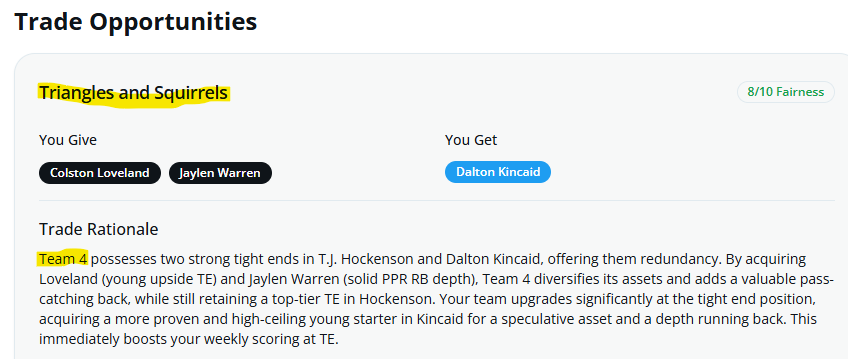 Trade Opportunities
Triangles and Squirrels
8/10 Fairness
You Give
You Get
Colston Loveland
Jaylen Warren
Dalton Kincaid
Trade Rationale
Team 4 possesses two strong tight ends in T.J. Hockenson and Dalton Kincaid, offering them redundancy. By acquiring
Loveland (young upside TE) and Jaylen Warren (solid PPR RB depth), Team 4 diversifies its assets and adds a valuable pass-
catching back, while still retaining a top-tier TE in Hockenson. Your team upgrades significantly at the tight end position,
acquiring a more proven and high-ceiling young starter in Kincaid for a speculative asset and a depth running back. This
immediately boosts your weekly scoring at TE.